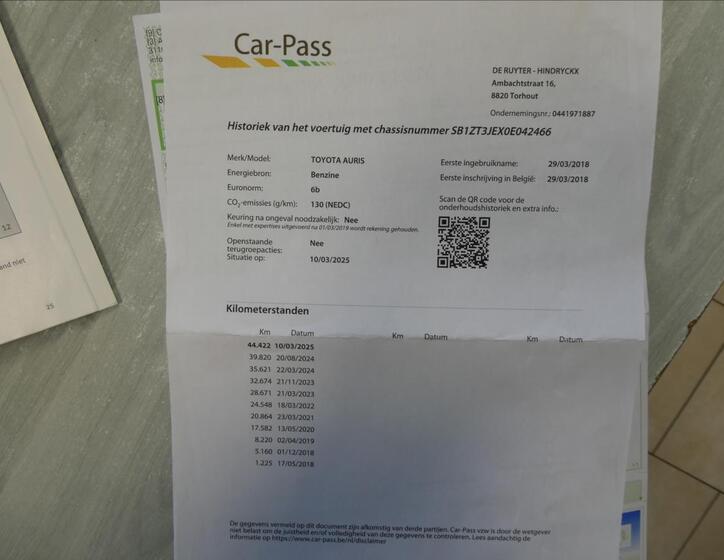 Car-Pass
DE RUYTER - HINDRYCKX
Ambachtstraat 16,
8820 Torhout
Ondernemingsnr.: 0441971887
Historiek van het voertuig met chassisnummer SB1ZT3JEX0E042466
Merk/Model: TOYOTA AURIS
Energiebron: Benzine
Euronorm: 6b
CO2-emissies (g/km): 130 (NEDC)
Keuring na ongeval noodzakelijk: Nee
Enkel met expertises uitgevoerd na 01/03/2019 wordt rekening gehouden.
Openstaande
terugroepacties: Nee
Situatie op: 10/03/2025
Eerste ingebruikname: 29/03/2018
Eerste inschrijving in België: 29/03/2018
Scan de QR code voor de
onderhoudshistoriek en extra info.:
Kilometerstanden
Km Datum Km Datum Km Datum
44.422 10/03/2025
39.820 20/08/2024
35.621 22/03/2024
32.674 21/11/2023
28.671 21/03/2023
24.548 18/03/2022
20.864 23/03/2021
17.582 13/05/2020
8.220 02/04/2019
5.160 01/12/2018
1.225 17/05/2018
De gegevens vermeld op dit document zijn afkomstig van derde partijen. Car-Pass vzw is door de wetgever
niet belast om de juistheid en/of volledigheid van deze gegevens te controleren. Lees aandachtig de
informatie op https://www.car-pass.be/nl/disclaimer
12
and niet
25